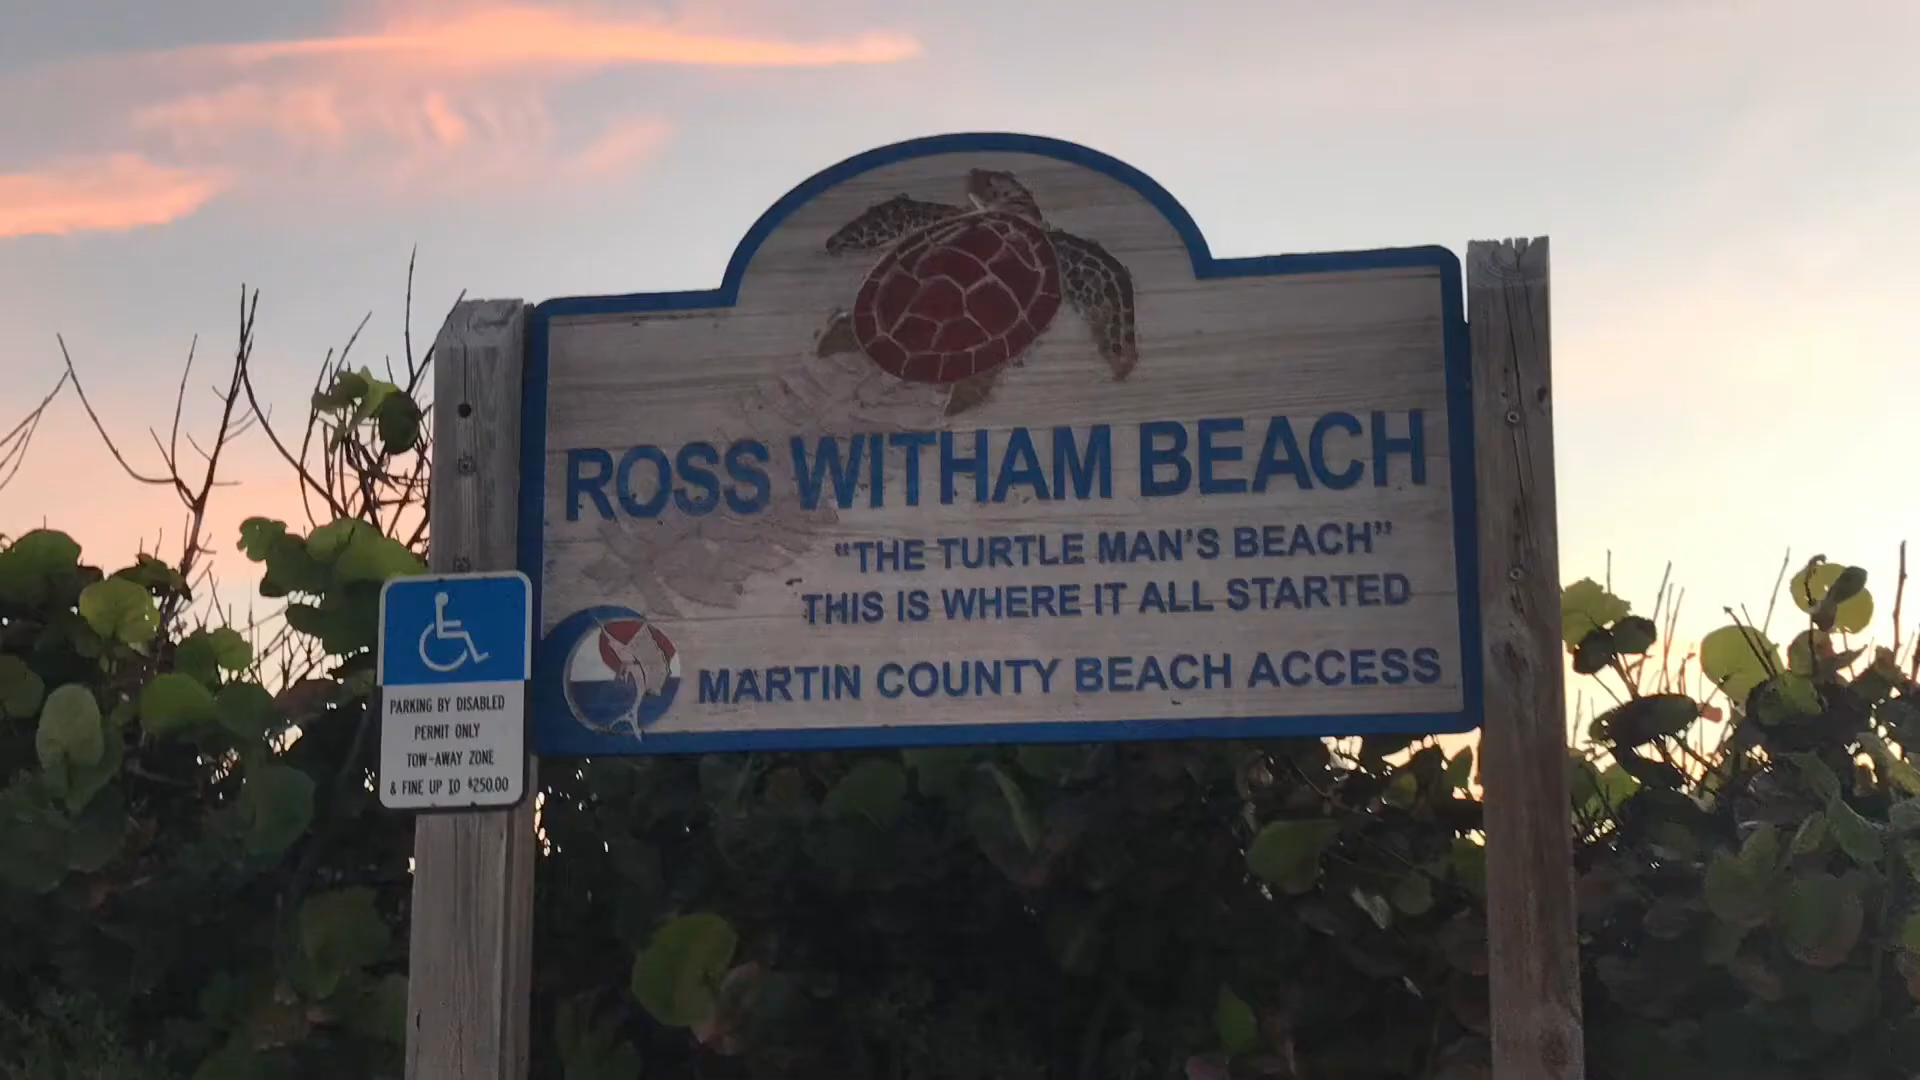 ROSS WITHAM BEACH
“THE TURTLE MAN’S BEACH”
THIS IS WHERE IT ALL STARTED
MARTIN COUNTY BEACH ACCESS
PARKING BY DISABLED
PERMIT ONLY
TOW-AWAY ZONE
& FINE UP TO $250.00